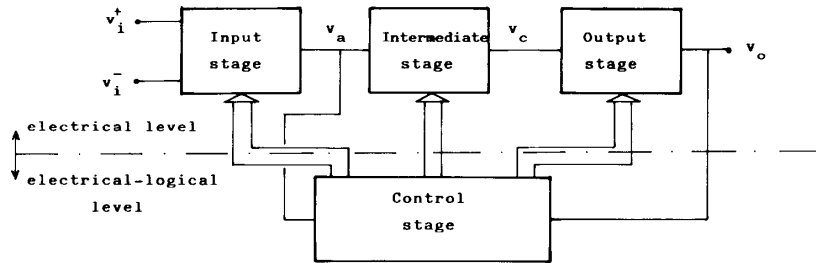 v_i^+
v_i^-
Input
stage
v_a
Intermediate
stage
v_c
Output
stage
v_o
electrical level
electrical-logical
level
Control
stage